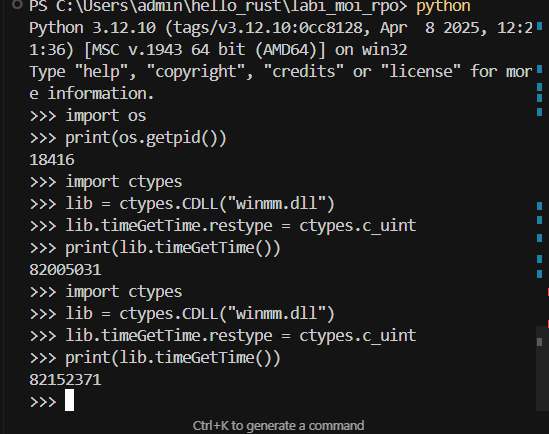 PS C:\Users\admin\hello_rust\labi_moi_rpo> python
Python 3.12.10 (tags/v3.12.10:0cc8128, Apr  8 2025, 12:2
1:36) [MSC v.1943 64 bit (AMD64)] on win32
Type "help", "copyright", "credits" or "license" for mor
e information.
>>> import os
>>> print(os.getpid())
18416
>>> import ctypes
>>> lib = ctypes.CDLL("winmm.dll")
>>> lib.timeGetTime.restype = ctypes.c_uint
>>> print(lib.timeGetTime())
82005031
>>> import ctypes
>>> lib = ctypes.CDLL("winmm.dll")
>>> lib.timeGetTime.restype = ctypes.c_uint
>>> print(lib.timeGetTime())
82152371
>>>
Ctrl+K to generate a command